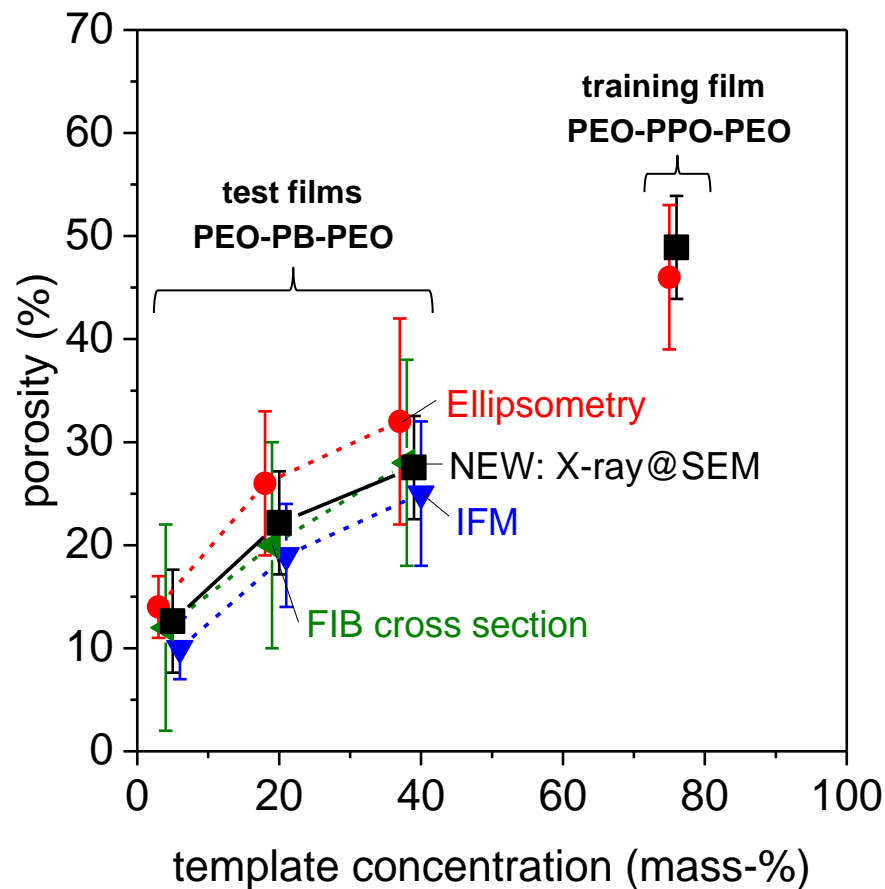 70
60
50
40
30
20
10
0
porosity (%)
training film
PEO-PPO-PEO
test films
PEO-PB-PEO
Ellipsometry
NEW: X-ray@SEM
IFM
FIB cross section
0 20 40 60 80 100
template concentration (mass-%)